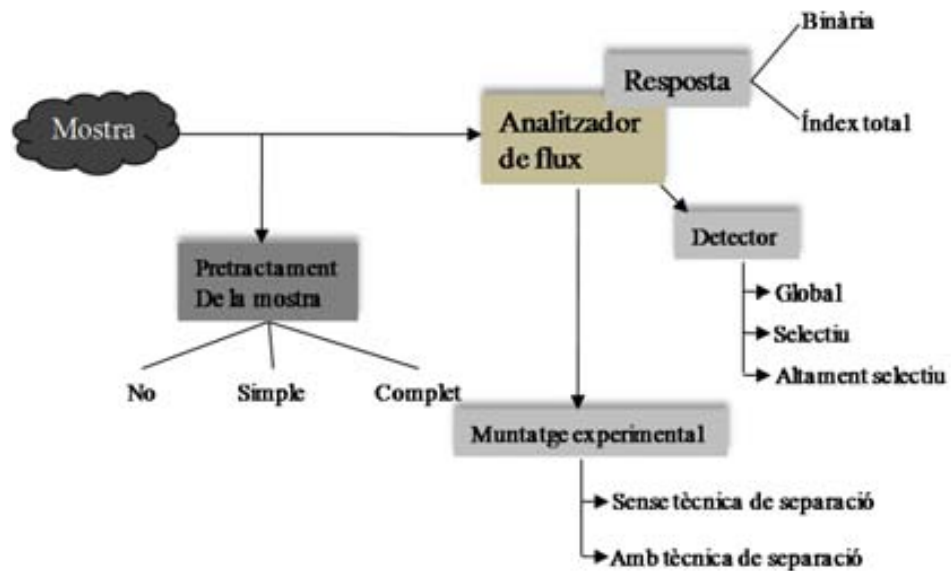 Binària
Resposta
Mostra
Analitzador
de flux
Índex total
Detector
Pretractament
De la mostra
Global
Selectiu
Altament selectiu
No
Simple
Complet
Muntatge experimental
Sense tècnica de separació
Amb tècnica de separació